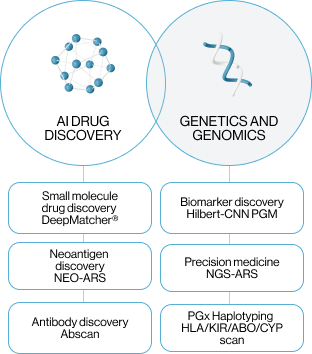 AI DRUG
DISCOVERY
GENETICS AND
GENOMICS
Small molecule
drug discovery
DeepMatcher®
Biomarker discovery
Hilbert-CNN PGM
Neoantigen
discovery
NEO-ARS
Precision medicine
NGS-ARS
Antibody discovery
Abscan
PGx Haplotyping
HLA/KIR/ABO/CYP
scan